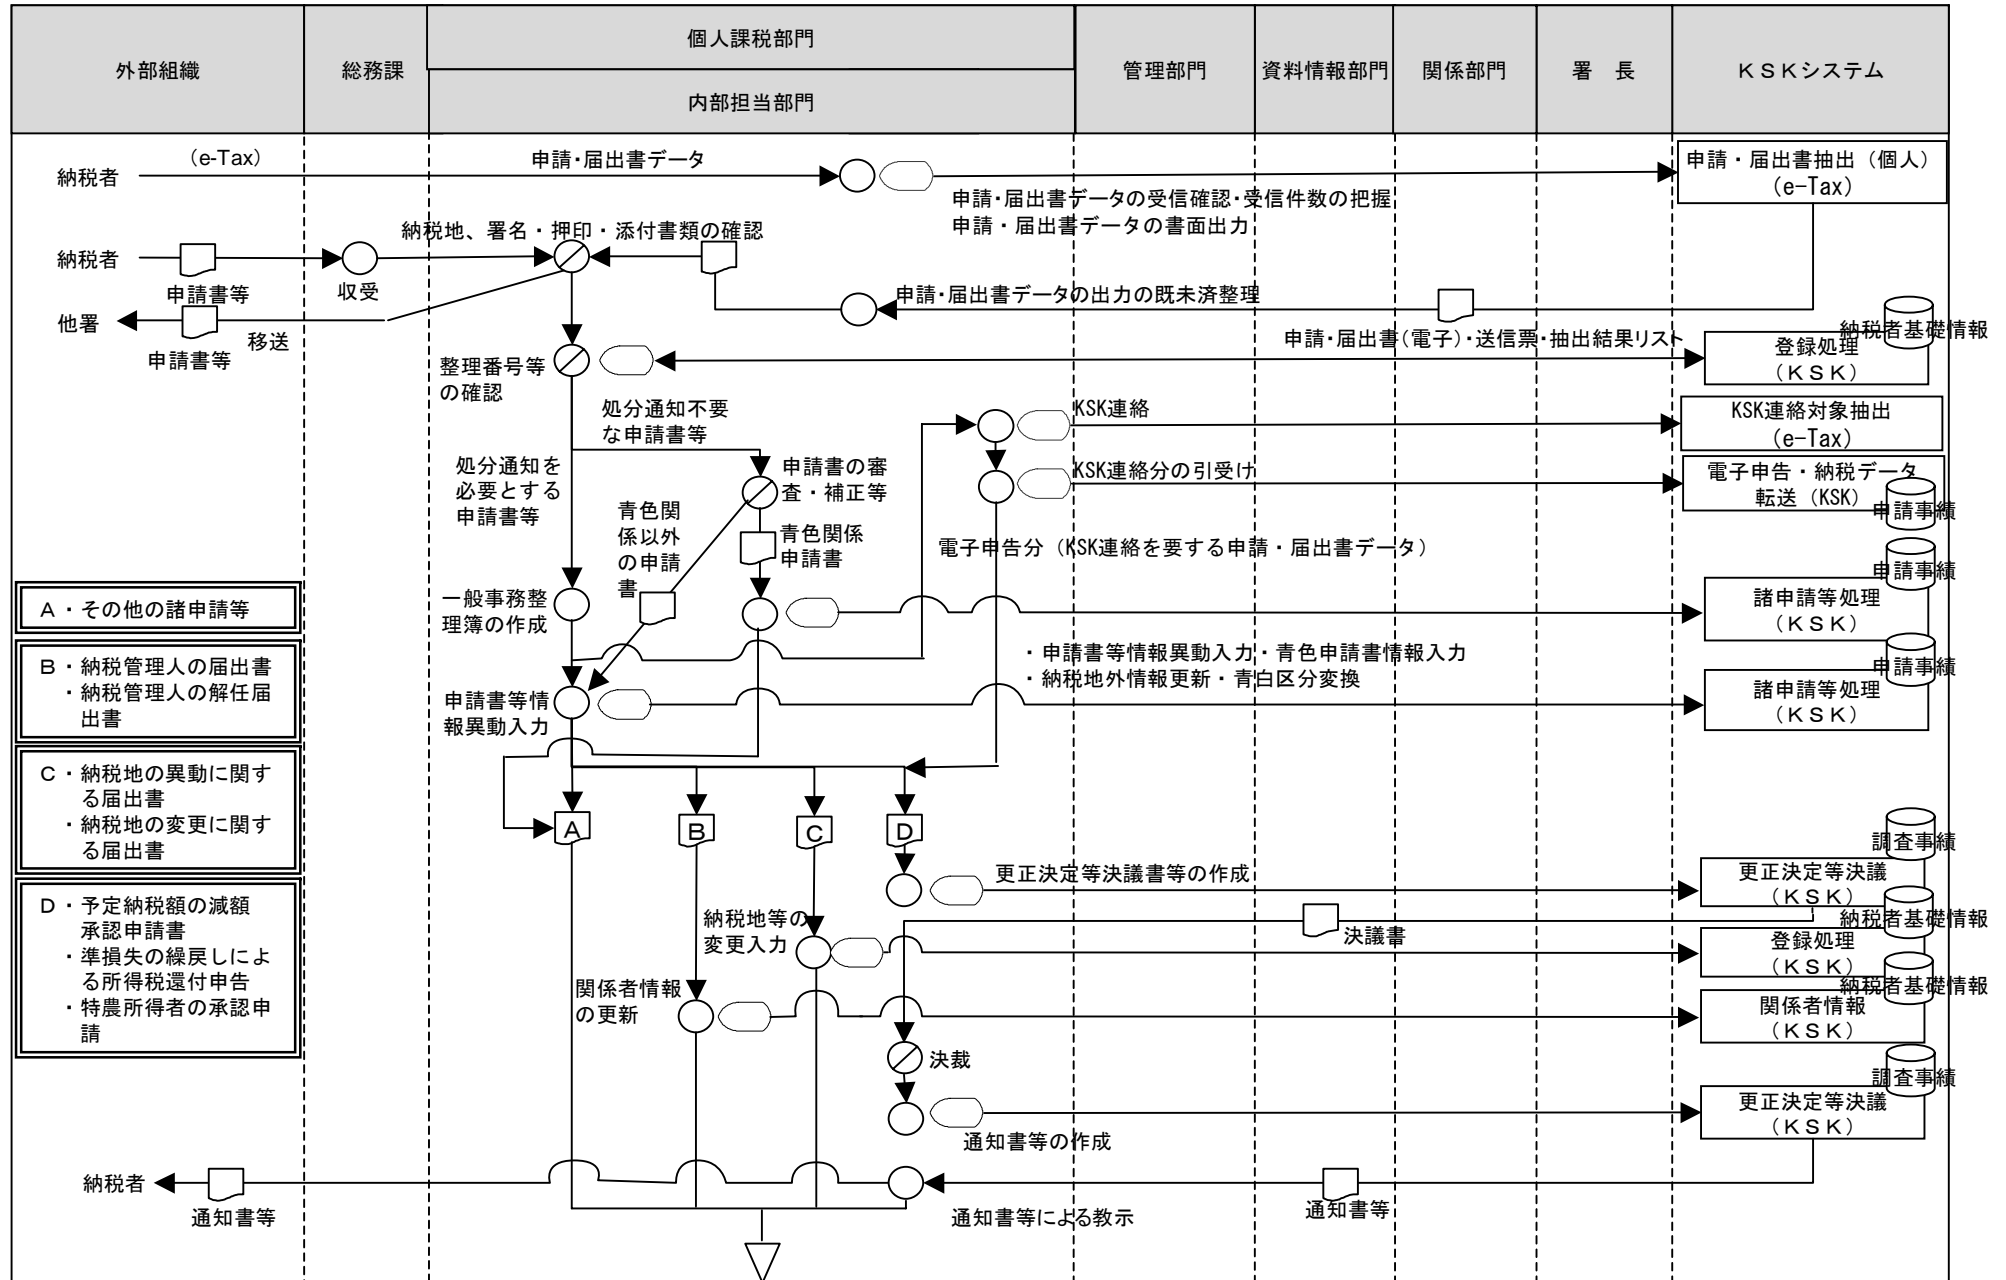 外部組織
総務課
個人課税部門
内部担当部門
管理部門
資料情報部門
関係部門
署　長
ＫＳＫシステム
納税者
（e-Tax）
申請・届出書データ
申請・届出書データの受信確認・受信件数の把握
申請・届出書データの書面出力
申請・届出書抽出（個人）
（e-Tax）
納税地、署名・押印・添付書類の確認
納税者
申請書等
収受
他署
申請書等
移送
申請・届出書データの出力の既未済整理
申請・届出書（電子）・送信票・抽出結果リスト
納税者基礎情報
登録処理
（ＫＳＫ）
整理番号等
の確認
処分通知不要
な申請書等
KSK連絡
KSK連絡対象抽出
（e-Tax）
処分通知を
必要とする
申請書等
申請書の審
査・補正等
KSK連絡分の引受け
電子申告・納税データ
転送（KSK）
申請事績
青色関
係以外
の申請
書
青色関係
申請書
電子申告分（KSK連絡を要する申請・届出書データ）
申請事績
一般事務整
理簿の作成
諸申請等処理
（ＫＳＫ）
・申請書等情報異動入力・青色申請書情報入力
・納税地外情報更新・青白区分変換
申請事績
申請書等情
報異動入力
諸申請等処理
（ＫＳＫ）
A・その他の諸申請等
B・納税管理人の届出書
・納税管理人の解任届
出書
C・納税地の異動に関す
る届出書
・納税地の変更に関す
る届出書
D・予定納税額の減額
承認申請書
・準損失の繰戻しによ
る所得税還付申告
・特農所得者の承認申
請
A
B
C
D
調査事績
更正決定等決議書等の作成
更正決定等決議
（ＫＳＫ）
納税地等の
変更入力
決議書
納税者基礎情報
登録処理
（ＫＳＫ）
関係者情報
の更新
納税者基礎情報
関係者情報
（ＫＳＫ）
決裁
調査事績
更正決定等決議
（ＫＳＫ）
通知書等の作成
納税者
通知書等
通知書等による教示
通知書等